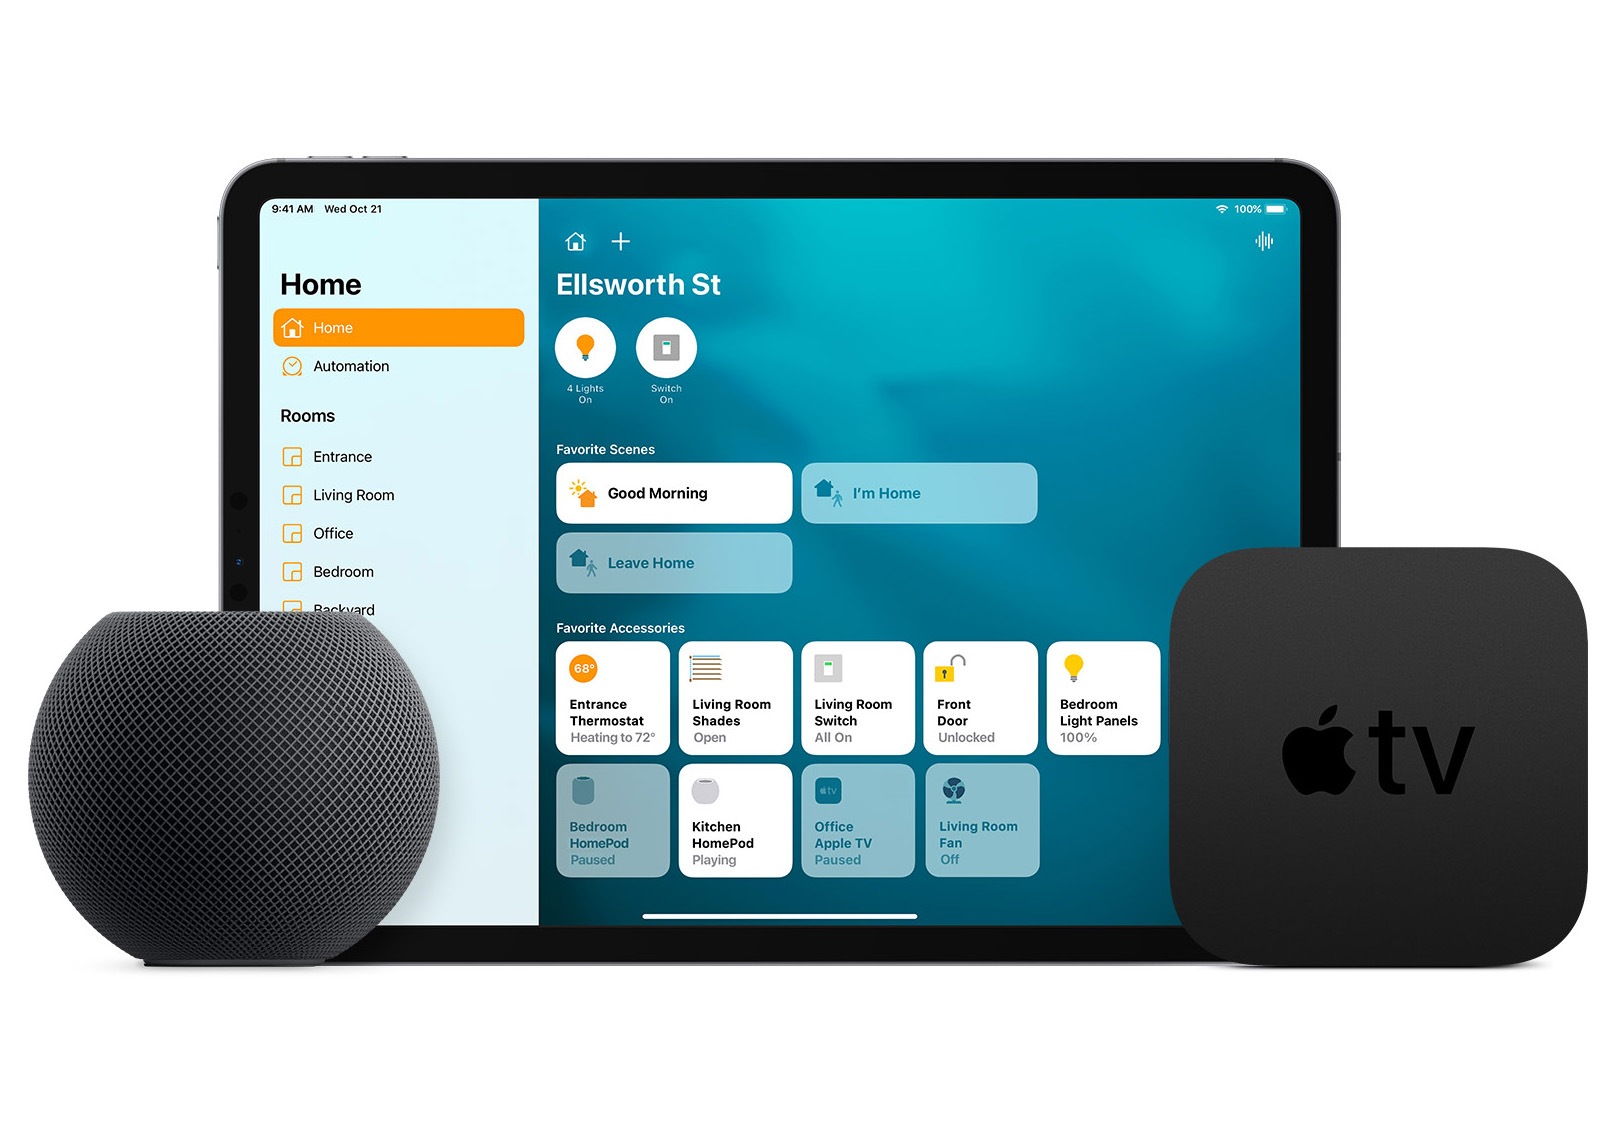 9:41 AM Wed Oct 21
100%
Home
Home
Automation
Rooms
Entrance
Living Room
Office
Bedroom
Backyard
Ellsworth St
4 Lights
On
Switch
On
Favorite Scenes
Good Morning
I'm Home
Leave Home
Favorite Accessories
68°
Entrance
Thermostat
Heating to 72°
Living Room
Shades
Open
Living Room
Switch
All On
Front
Door
Unlocked
Bedroom
Light Panels
100%
Bedroom
HomePod
Paused
Kitchen
HomePod
Playing
tv
Office
Apple TV
Paused
Living Room
Fan
Off
tv